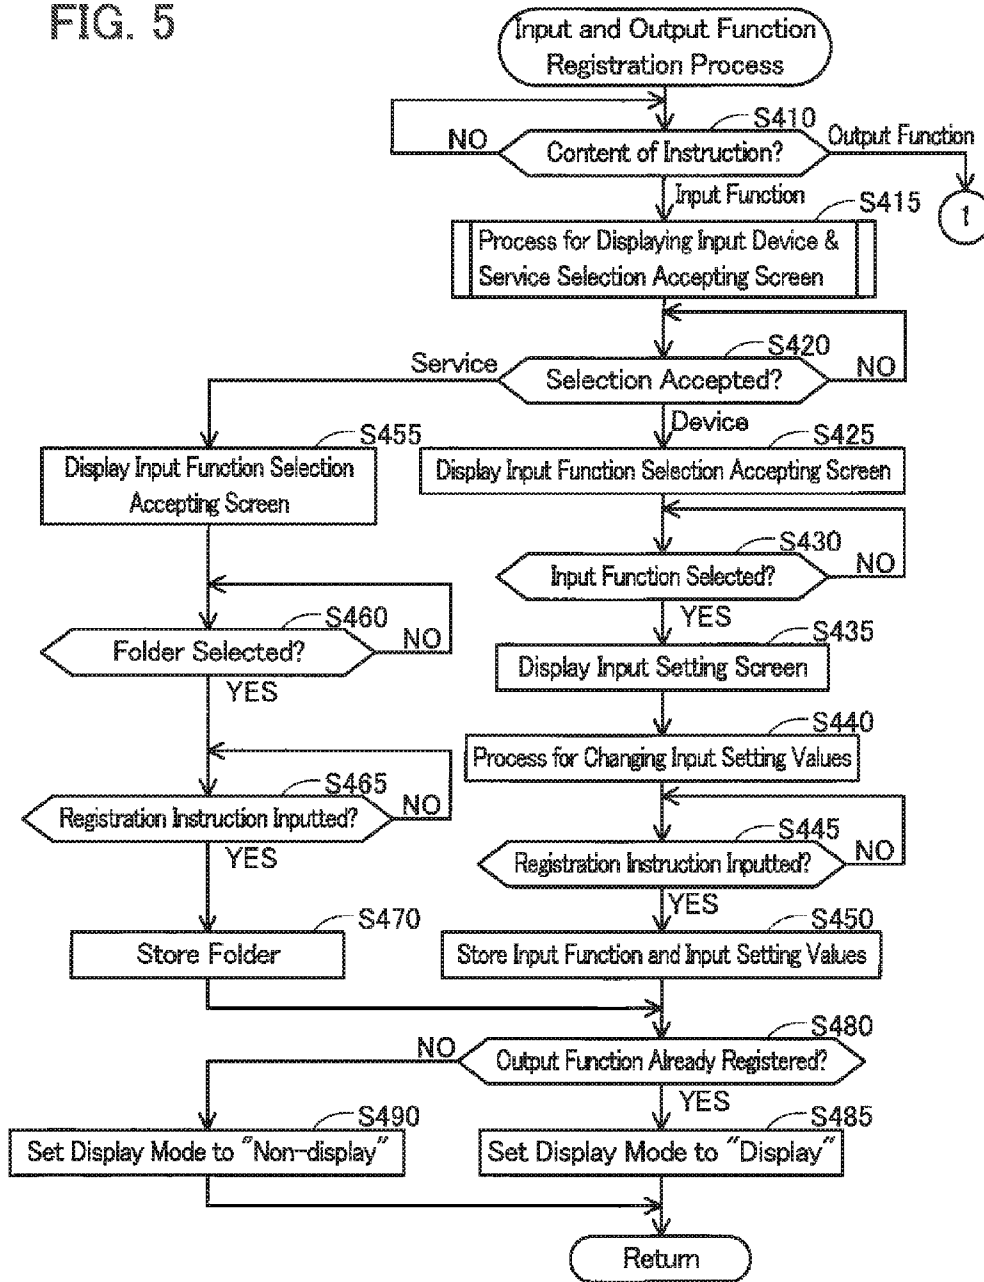 FIG. 5
Input and Output Function
Registration Process
S410
NO
Content of Instruction?
Output Function
Input Function
1
S415
Process for Displaying Input Device &
Service Selection Accepting Screen
S420
Service
Selection Accepted?
NO
Device
S455
Display Input Function Selection
Accepting Screen
S425
Display Input Function Selection Accepting Screen
S430
Input Function Selected?
NO
YES
S460
Folder Selected?
NO
YES
S435
Display Input Setting Screen
S440
Process for Changing Input Setting Values
S465
Registration Instruction Inputted?
NO
YES
S445
Registration Instruction Inputted?
NO
YES
S470
Store Folder
S450
Store Input Function and Input Setting Values
S480
NO
Output Function Already Registered?
YES
S490
Set Display Mode to "Non-display"
S485
Set Display Mode to "Display"
Return